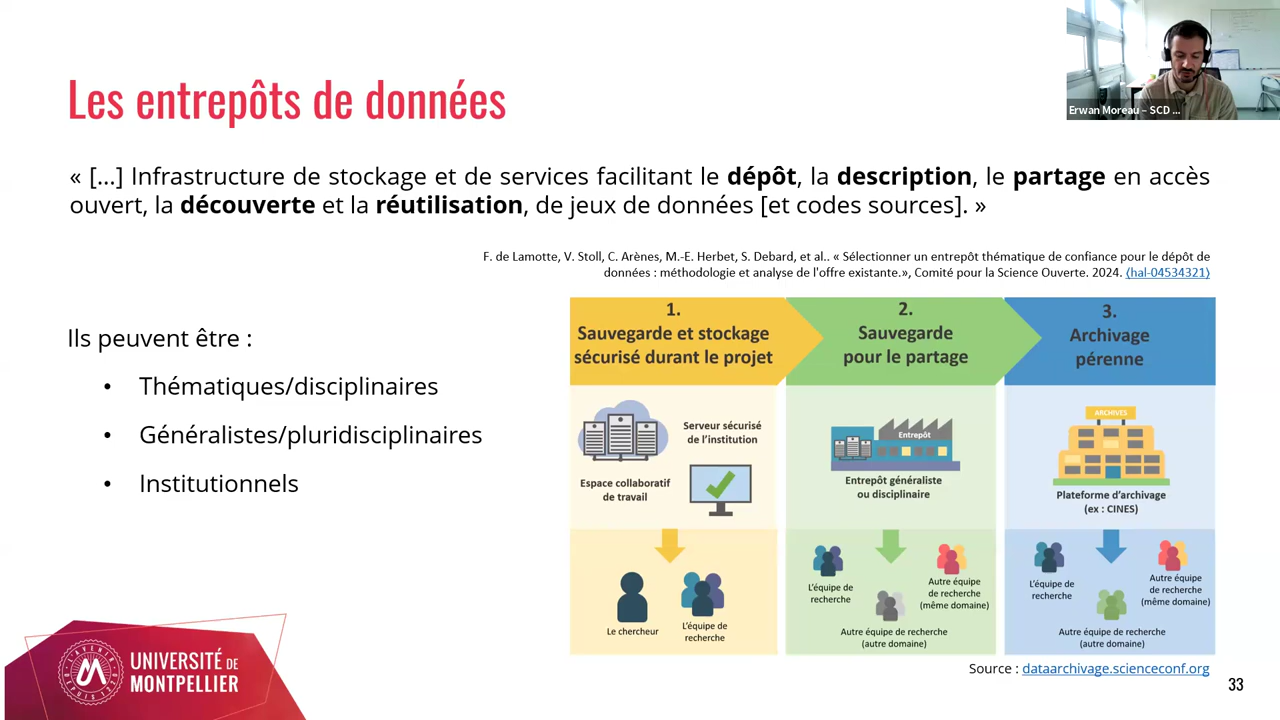 Les entrepôts de données
Erwan Moreau – SCD ...
« [...] Infrastructure de stockage et de services facilitant le dépôt, la description, le partage en accès
ouvert, la découverte et la réutilisation, de jeux de données [et codes sources]. »
F. de Lamotte, V. Stoll, C. Arènes, M.-E. Herbet, S. Debard, et al.. « Sélectionner un entrepôt thématique de confiance pour le dépôt de
données : méthodologie et analyse de l'offre existante.», Comité pour la Science Ouverte. 2024. ⟨hal-04534321⟩
Ils peuvent être :
• Thématiques/disciplinaires
• Généralistes/pluridisciplinaires
• Institutionnels
1.
Sauvegarde et stockage
sécurisé durant le projet
2.
Sauvegarde
pour le partage
3.
Archivage
pérenne
Serveur sécurisé
de l'institution
Espace collaboratif
de travail
Entrepôt
Entrepôt généraliste
ou disciplinaire
ARCHIVES
Plateforme d'archivage
(ex : CINES)
Le chercheur
L'équipe de
recherche
L'équipe de
recherche
Autre équipe
de recherche
(même domaine)
Autre équipe de recherche
(autre domaine)
L'équipe de
recherche
Autre équipe
de recherche
(même domaine)
Autre équipe de recherche
(autre domaine)
Source : dataarchivage.scienceconf.org
33
UNIVERSITÉ DE
MONTPELLIER